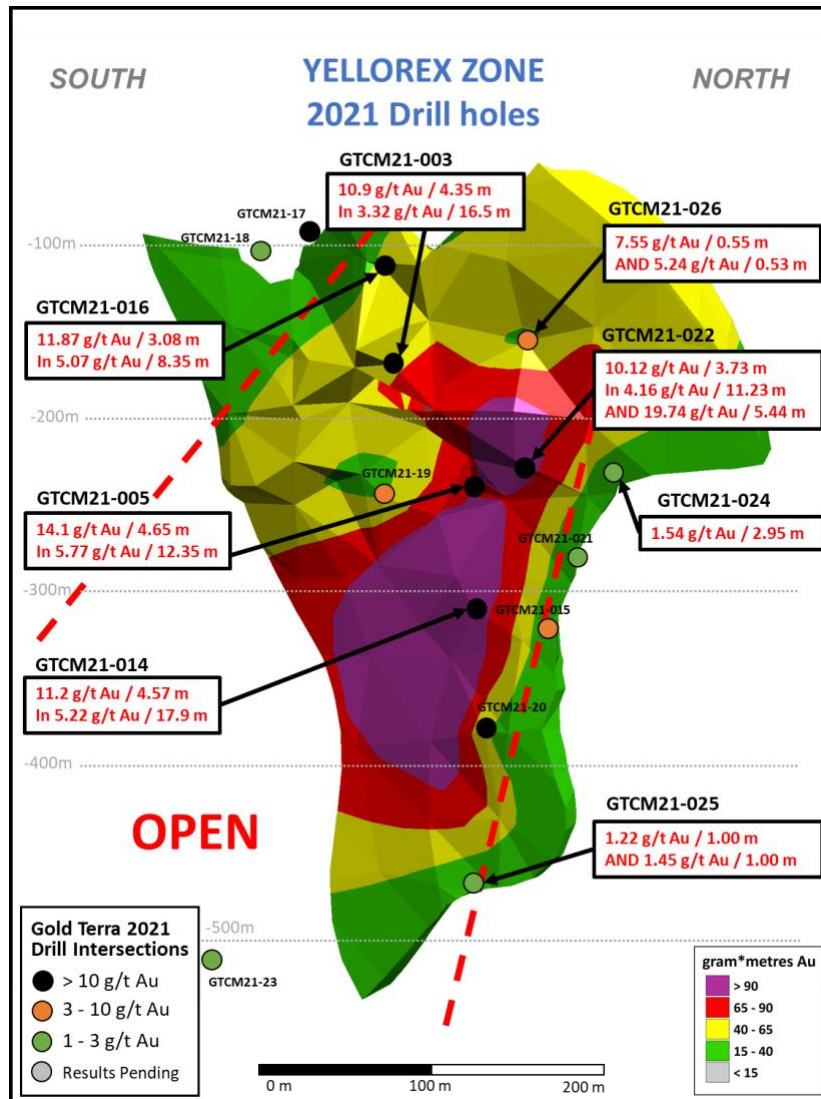 SOUTH
YELLOREX ZONE
2021 Drill holes
NORTH
GTCM21-003
10.9 g/t Au / 4.35 m
In 3.32 g/t Au / 16.5 m
GTCM21-17
GTCM21-18
GTCM21-026
7.55 g/t Au / 0.55 m
AND 5.24 g/t Au / 0.53 m
-100m
GTCM21-016
11.87 g/t Au / 3.08 m
In 5.07 g/t Au / 8.35 m
GTCM21-022
10.12 g/t Au / 3.73 m
In 4.16 g/t Au / 11.23 m
AND 19.74 g/t Au / 5.44 m
-200m
GTCM21-19
GTCM21-005
14.1 g/t Au / 4.65 m
In 5.77 g/t Au / 12.35 m
GTCM21-024
1.54 g/t Au / 2.95 m
GTCM21-021
-300m
GTCM21-015
GTCM21-014
11.2 g/t Au / 4.57 m
In 5.22 g/t Au / 17.9 m
GTCM21-20
-400m
OPEN
GTCM21-025
1.22 g/t Au / 1.00 m
AND 1.45 g/t Au / 1.00 m
-500m
GTCM21-23
Gold Terra 2021
Drill Intersections
> 10 g/t Au
3 - 10 g/t Au
1 - 3 g/t Au
Results Pending
0 m
100 m
200 m
gram*metres Au
> 90
65 - 90
40 - 65
15 - 40
< 15